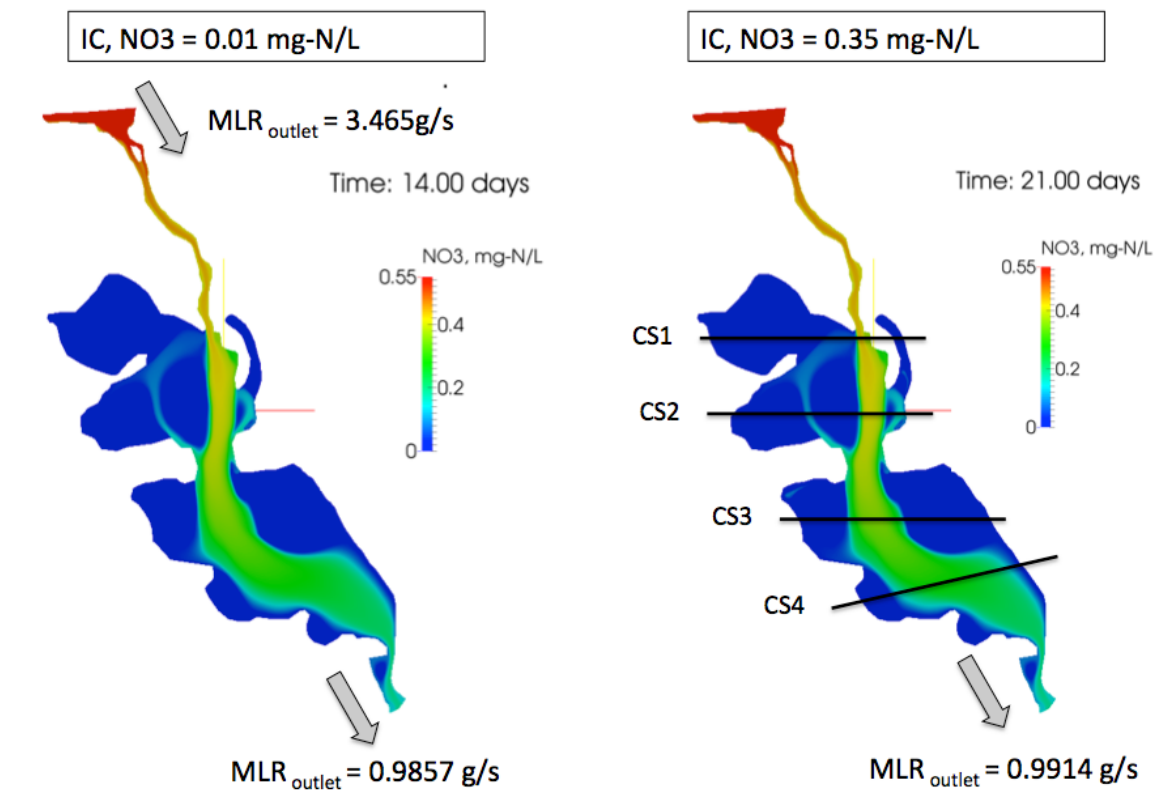 IC, NO3 = 0.01 mg-N/L
MLR outlet = 3.465g/s
Time: 14.00 days
NO3, mg-N/L
0.55
0.4
0.2
0
MLR outlet = 0.9857 g/s
IC, NO3 = 0.35 mg-N/L
Time: 21.00 days
NO3, mg-N/L
0.55
0.4
0.2
0
CS1
CS2
CS3
CS4
MLR outlet = 0.9914 g/s